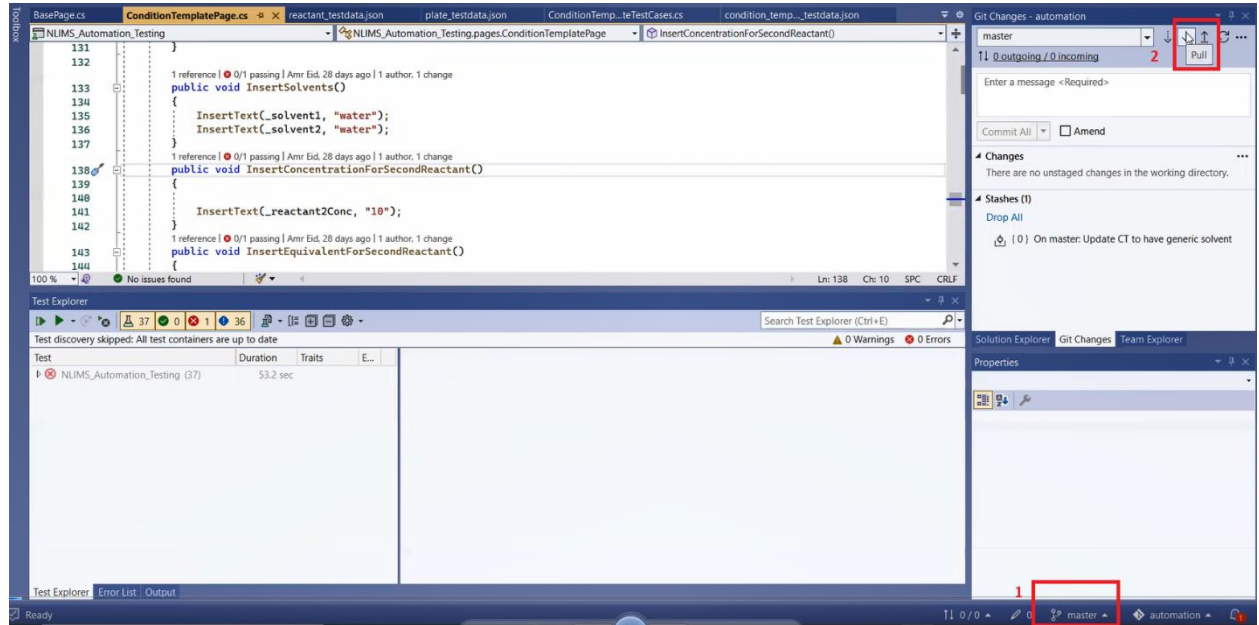 Toolbox
BasePage.cs ConditionTemplatePage.cs reactant_testdata.json plate_testdata.json ConditionTemp...teTestCases.cs condition_temp..._testdata.json
NLIMS_Automation_Testing NLIMS_Automation_Testing.pages.ConditionTemplatePage InsertConcentrationForSecondReactant()
131 }
132
1 reference | 0/1 passing | Amr Eid, 28 days ago | 1 author, 1 change
133 public void InsertSolvents()
134 {
135 InsertText(_solvent1, "water");
136 InsertText(_solvent2, "water");
137 }
1 reference | 0/1 passing | Amr Eid, 28 days ago | 1 author, 1 change
138 public void InsertConcentrationForSecondReactant()
139 {
140
141 InsertText(_reactant2Conc, "10");
142 }
1 reference | 0/1 passing | Amr Eid, 28 days ago | 1 author, 1 change
143 public void InsertEquivalentForSecondReactant()
144 {
100 % No issues found Ln: 138 Ch: 10 SPC CRLF
Test Explorer
37 0 1 36 Search Test Explorer (Ctrl+E)
Test discovery skipped: All test containers are up to date 0 Warnings 0 Errors
Test Duration Traits E...
NLIMS_Automation_Testing (37) 53.2 sec
Test Explorer Error List Output
Git Changes - automation
master
0 outgoing / 0 incoming 2 Pull
Enter a message <Required>
Commit All Amend
Changes
There are no unstaged changes in the working directory.
Stashes (1)
Drop All
{0} On master: Update CT to have generic solvent
Solution Explorer Git Changes Team Explorer
Properties
1
Ready 0 / 0 0 master automation 1